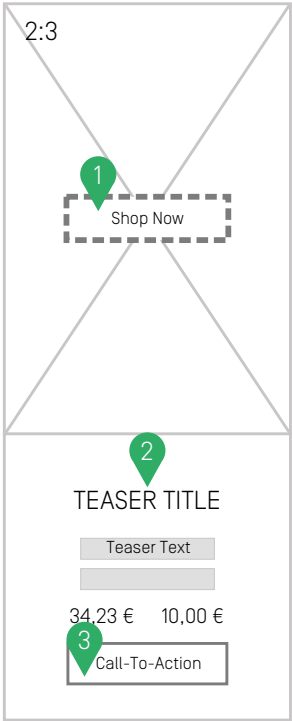 2:3
1
Shop Now
2
TEASER TITLE
Teaser Text
34,23 € 10,00 €
3
Call-To-Action